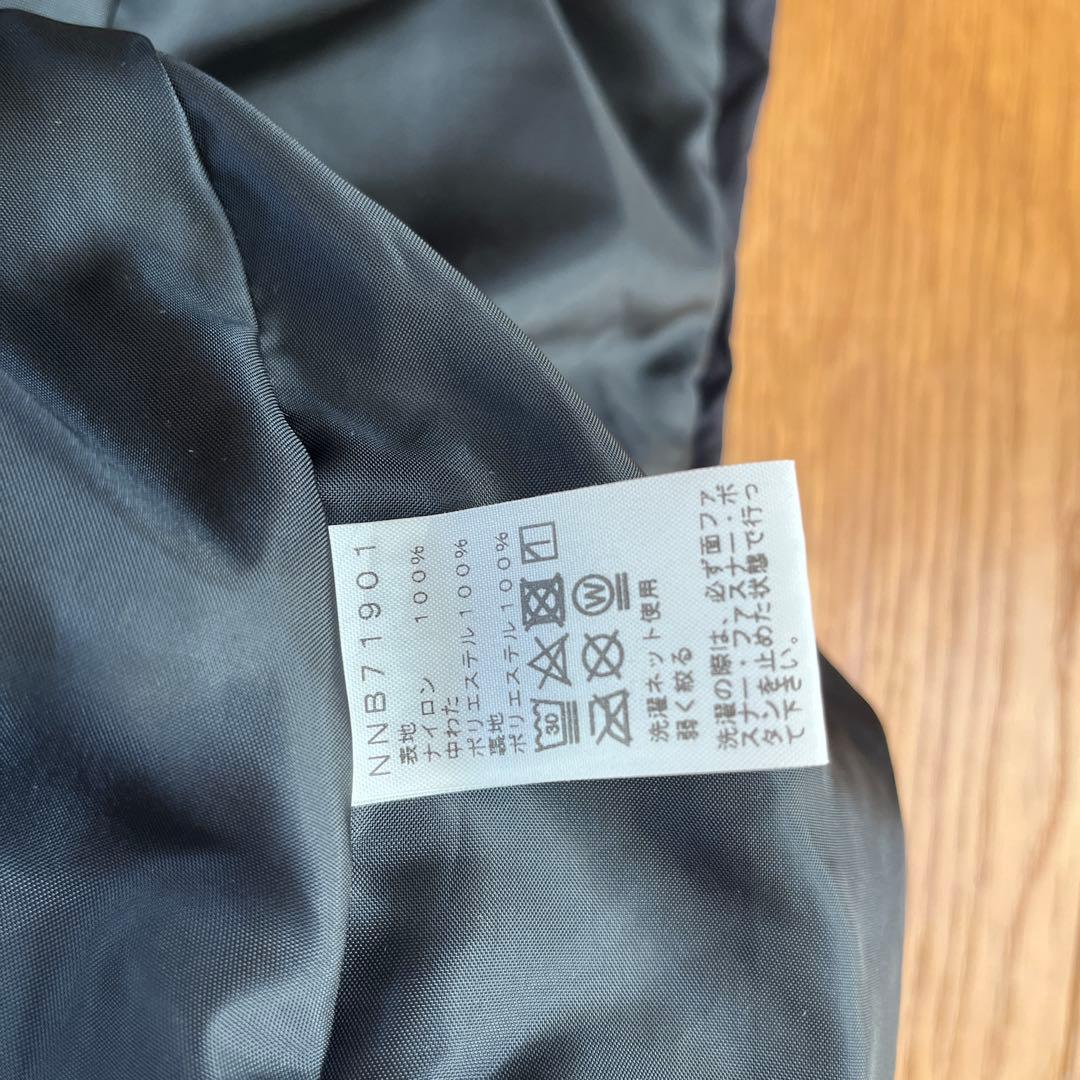 NNB71901
表地
ナイロン 100%
中わた
ポリエステル100%
裏地
ポリエステル100%
30
W
洗濯ネット使用
弱く絞る
洗濯の際は、必ず面ファ
スナー・ファスナー・ボ
タンを止めた状態で行っ
て下さい。